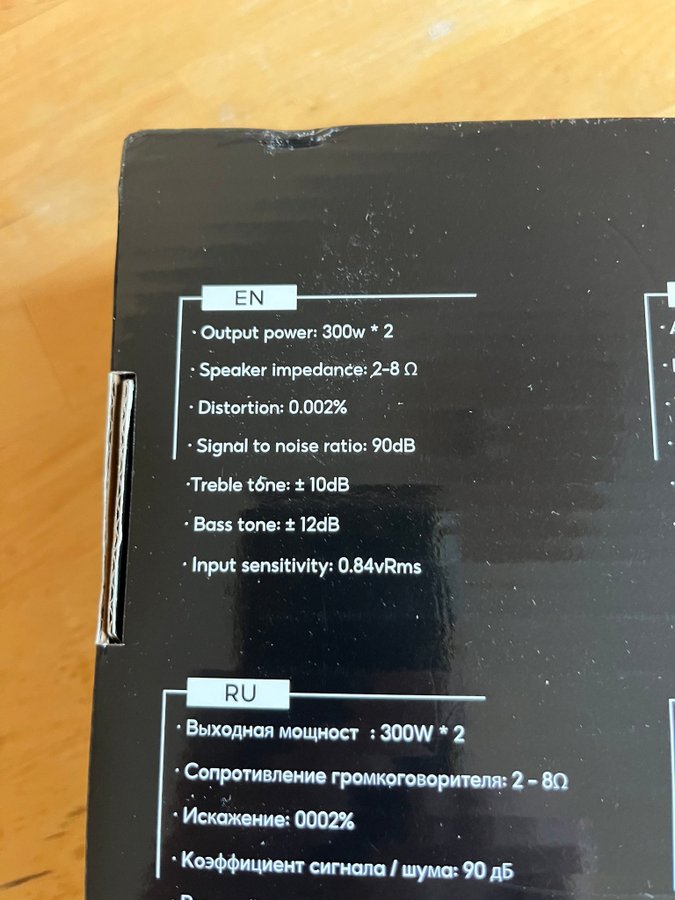 EN
· Output power: 300w * 2
· Speaker impedance: 2-8 Ω
· Distortion: 0.002%
· Signal to noise ratio: 90dB
·Treble tone: ± 10dB
· Bass tone: ± 12dB
· Input sensitivity: 0.84vRms
RU
· Выходная мощност : 300W * 2
· Сопротивление громкоговорителя: 2 - 8Ω
· Искажение: 0002%
· Коэффициент сигнала / шума: 90 дБ